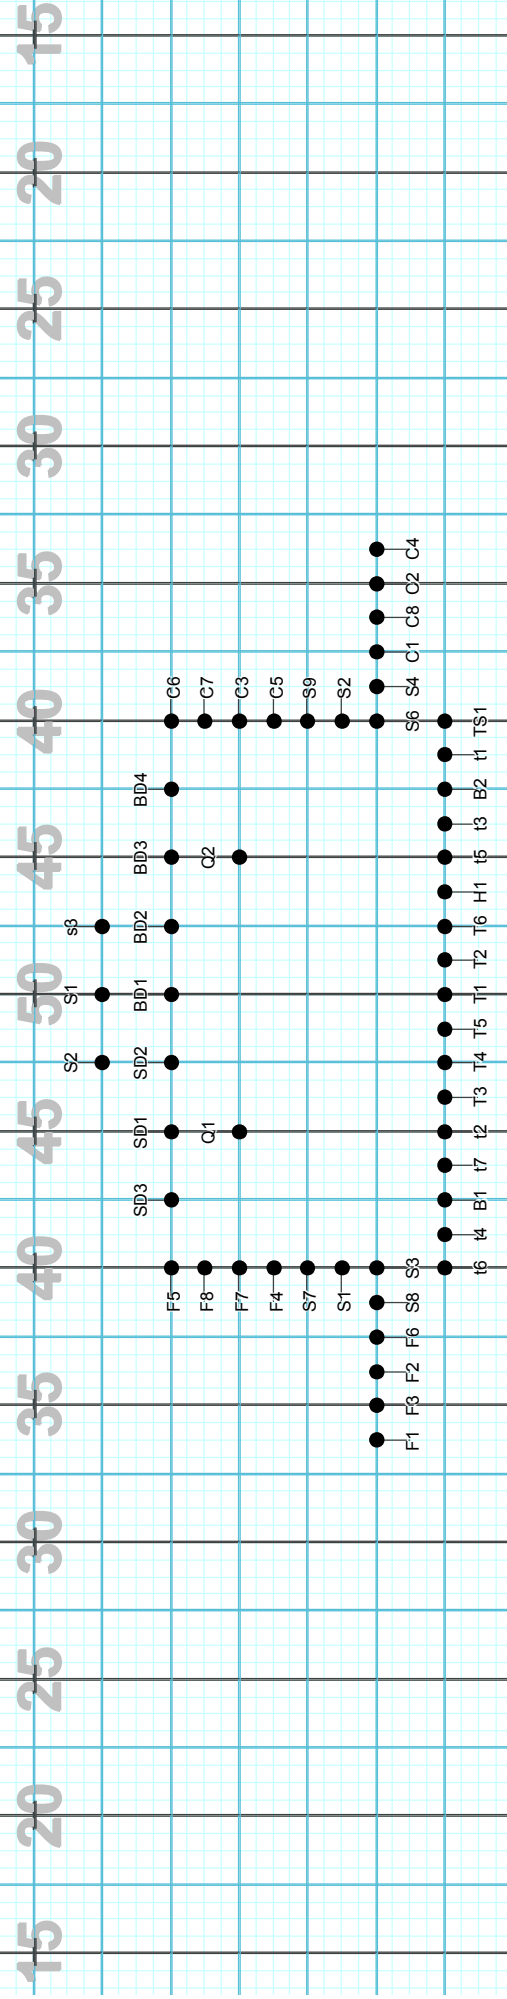 15 20 25 30 35 40 45 50 45 40 35 30 25 20 15
S2 S1 s3
SD3 SD1 SD2 BD1 BD2 BD3 BD4
F5 C6
F8 Q1 Q2 C7
F7 C3
F4 C5
S7 S9
S1 S2
F1 F3 F2 F6 S8 S3 S6 S4 C1 C8 C2 C4
t6 t4 B1 t7 t2 T3 T4 T5 T1 T2 T6 H1 t5 t3 B2 t1 TS1